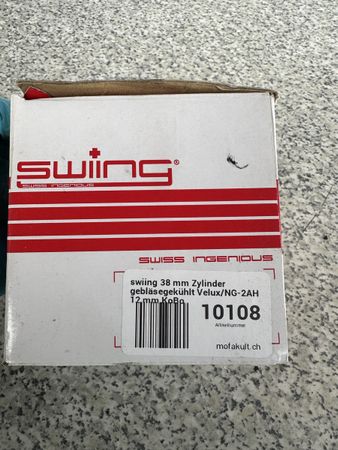 swiing®
SWISS INGENIOUS
SWISS INGENIOUS
swiing 38 mm Zylinder
gebläsegekühlt Velux/NG-2AH
12 mm KoBo
10108
Artikelnummer
mofakult.ch